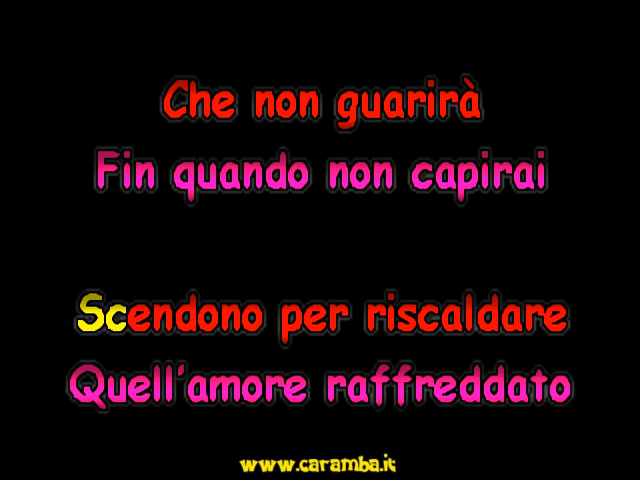 Che non guarirà
Fin quando non capirai
Scendono per riscaldare
Quell'amore raffreddato
www.caramba.it